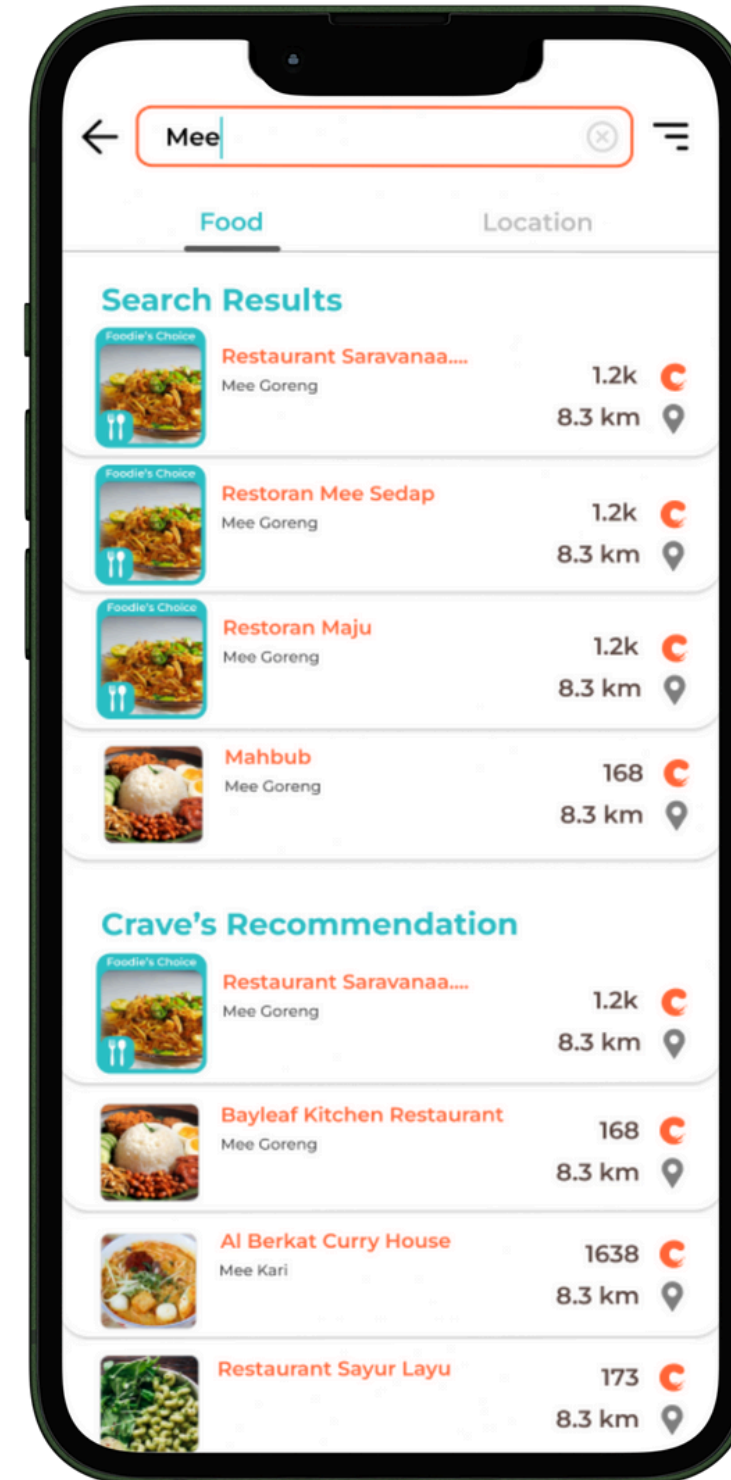 Mee
Food Location
Search Results
Foodie's Choice
Restaurant Saravanaa....
Mee Goreng
1.2k
8.3 km
Foodie's Choice
Restoran Mee Sedap
Mee Goreng
1.2k
8.3 km
Foodie's Choice
Restoran Maju
Mee Goreng
1.2k
8.3 km
Mahbub
Mee Goreng
168
8.3 km
Crave's Recommendation
Foodie's Choice
Restaurant Saravanaa....
Mee Goreng
1.2k
8.3 km
Bayleaf Kitchen Restaurant
Mee Goreng
168
8.3 km
Al Berkat Curry House
Mee Kari
1638
8.3 km
Restaurant Sayur Layu
173
8.3 km